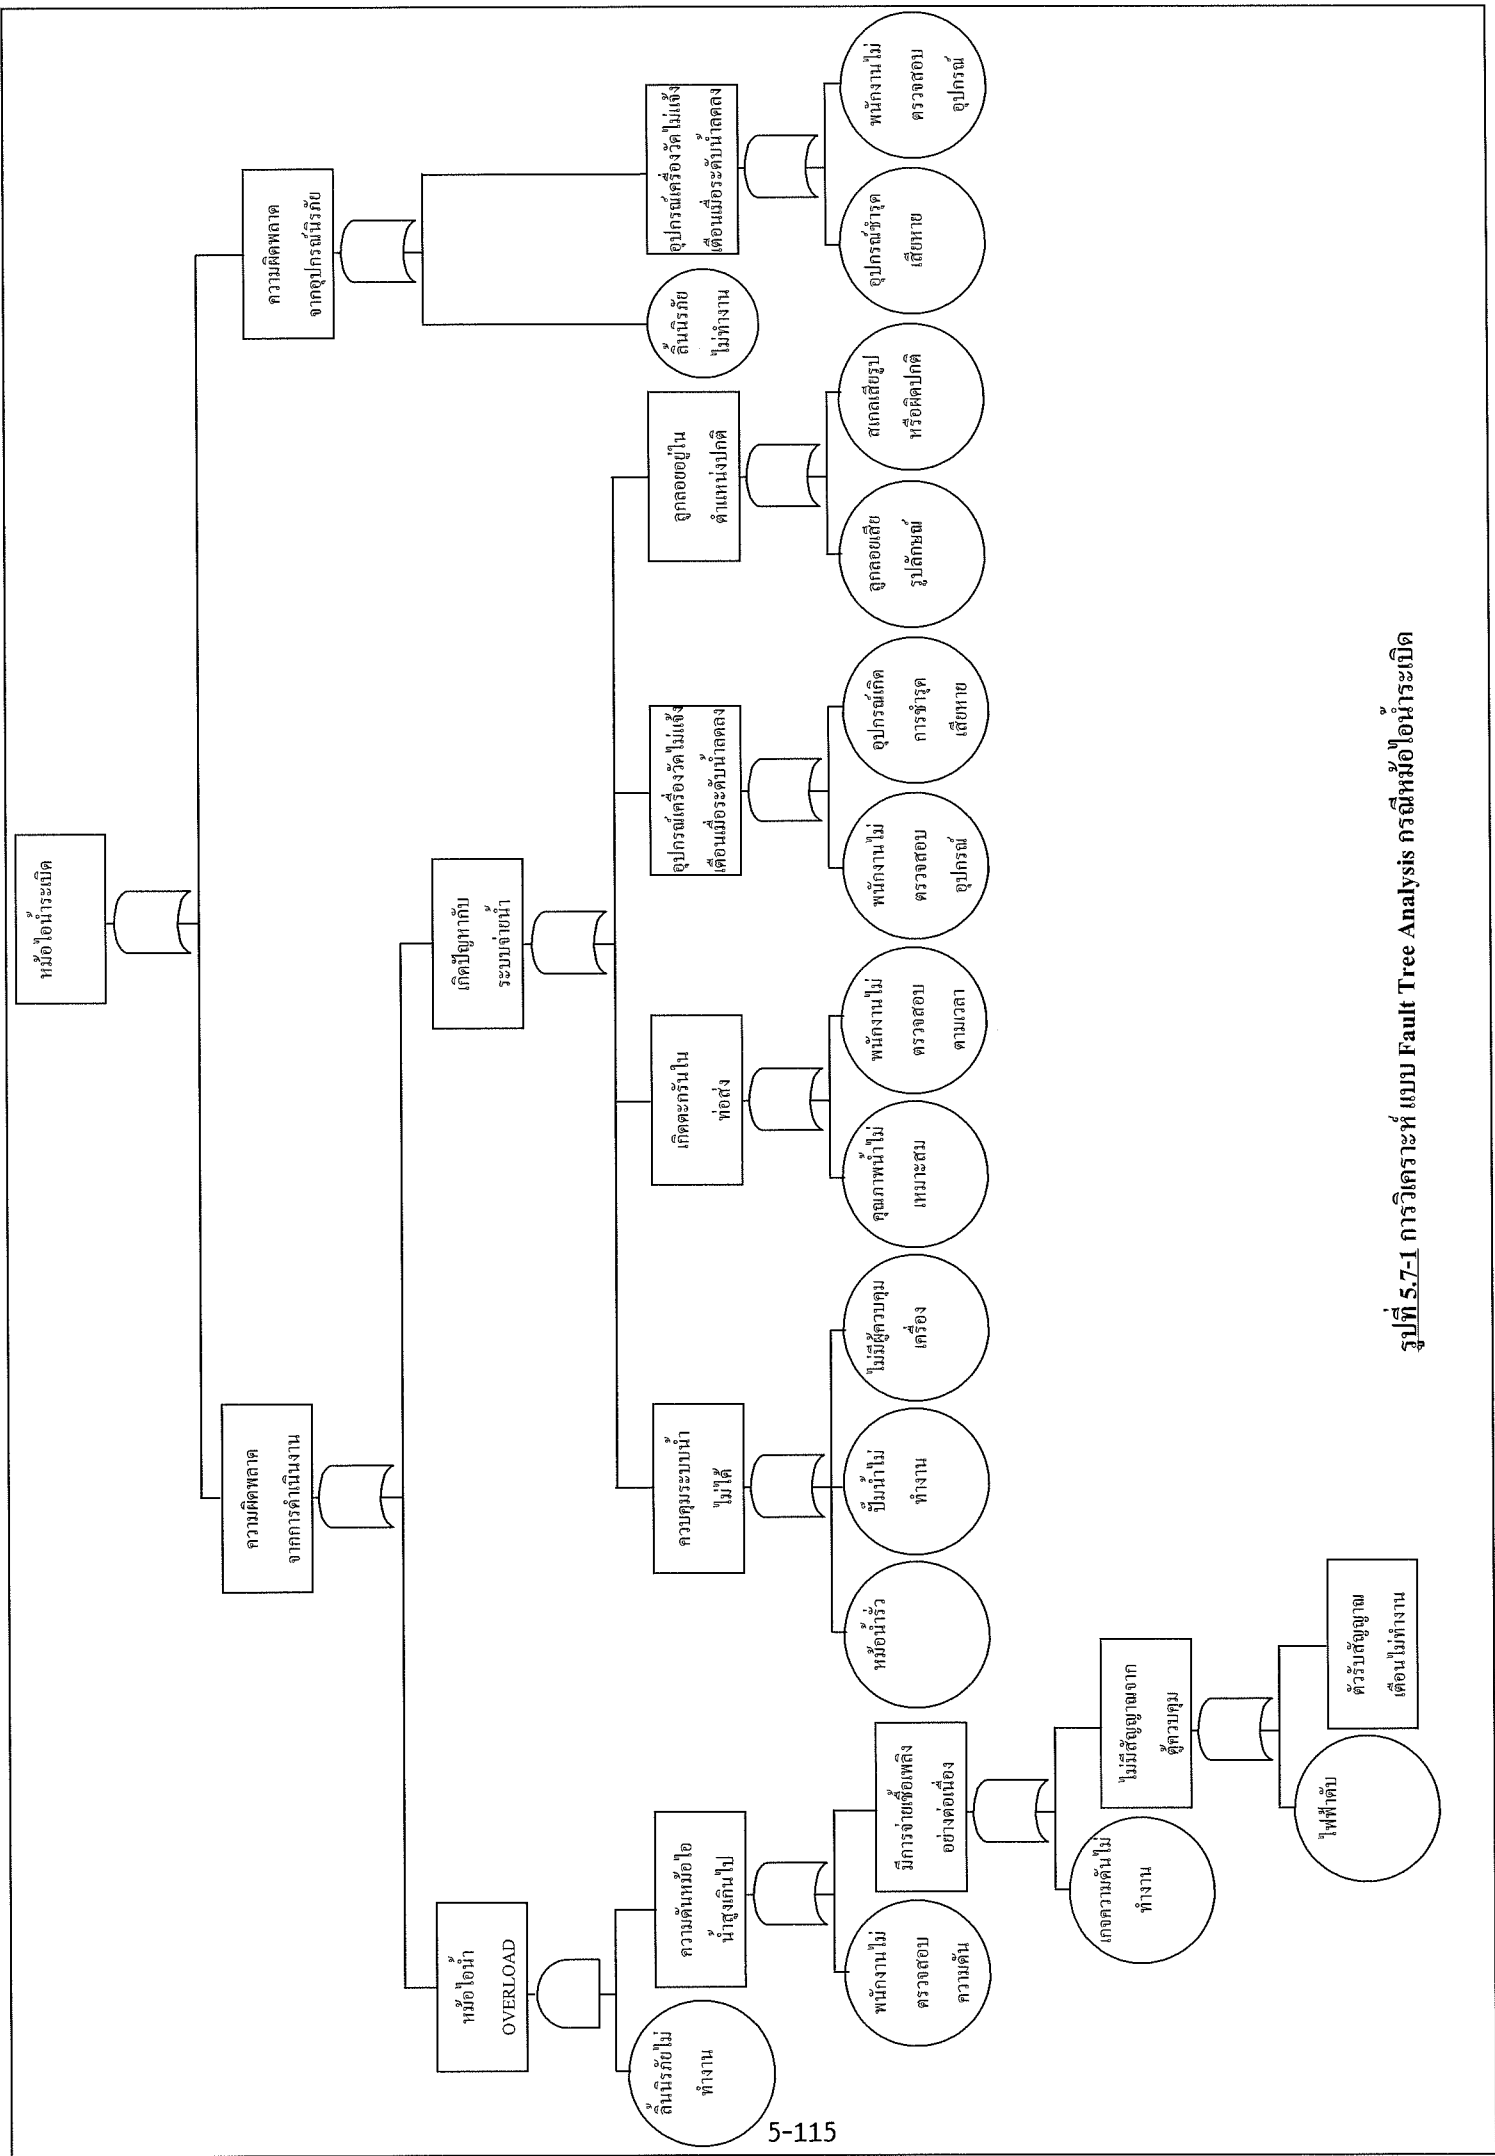 หม้อไอน้ำระเบิด
ความผิดพลาด
จากการดำเนินงาน
ความผิดพลาด
จากอุปกรณ์นิรภัย
หม้อไอน้ำ
OVERLOAD
เกิดปัญหากับ
ระบบจ่ายน้ำ
ลิ้นนิรภัยไม่
ทำงาน
ความดันหม้อไอ
น้ำสูงเกินไป
ควบคุมระบบน้ำ
ไม่ได้
เกิดตะกรันใน
ท่อส่ง
อุปกรณ์เครื่องวัดไม่แจ้ง
เตือนเมื่อระดับน้ำลดลง
ลูกลอยอยู่ใน
ตำแหน่งปกติ
ลิ้นนิรภัย
ไม่ทำงาน
อุปกรณ์เครื่องวัดไม่แจ้ง
เตือนเมื่อระดับน้ำลดลง
พนักงานไม่
ตรวจสอบ
ความดัน
มีการจ่ายเชื้อเพลิง
อย่างต่อเนื่อง
หม้อน้ำรั่ว
ปั๊มน้ำไม่
ทำงาน
ไม่มีผู้ควบคุม
เครื่อง
คุณภาพน้ำไม่
เหมาะสม
พนักงานไม่
ตรวจสอบ
ตามเวลา
พนักงานไม่
ตรวจสอบ
อุปกรณ์
อุปกรณ์เกิด
การชำรุด
เสียหาย
ลูกลอยเสีย
รูปลักษณ์
สเกลเสียรูป
หรือผิดปกติ
อุปกรณ์ชำรุด
เสียหาย
พนักงานไม่
ตรวจสอบ
อุปกรณ์
เกจความดันไม่
ทำงาน
ไม่มีสัญญาณจาก
ตู้ควบคุม
ไฟฟ้าดับ
ตัวรับสัญญาณ
เตือนไม่ทำงาน
รูปที่ 5.7-1 การวิเคราะห์ แบบ Fault Tree Analysis กรณีหม้อไอน้ำระเบิด
5-115